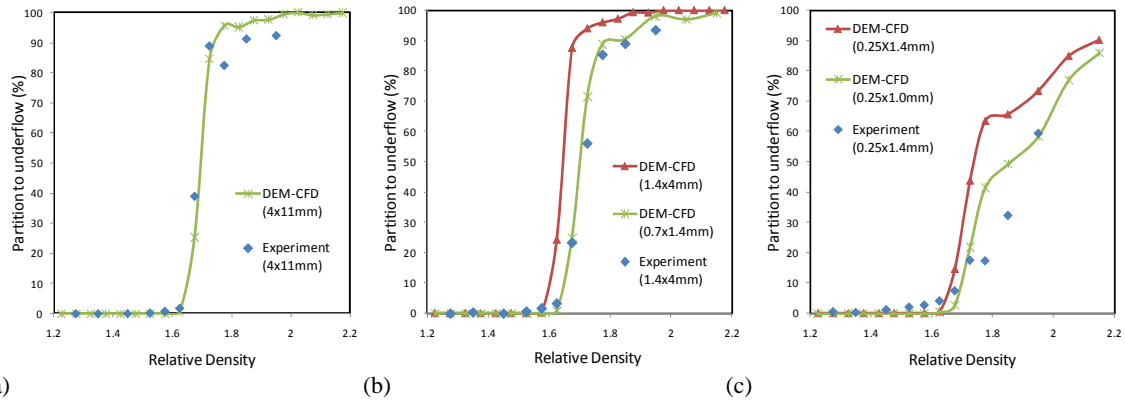 100
90
80
70
60
50
40
30
20
10
0
Partition to underflow (%)
DEM-CFD
(4x11mm)
Experiment
(4x11mm)
1.2
1.4
1.6
1.8
2
2.2
Relative Density
)
100
90
80
70
60
50
40
30
20
10
0
Partition to underflow (%)
DEM-CFD
(1.4x4mm)
DEM-CFD
(0.7x1.4mm)
Experiment
(1.4x4mm)
1.2
1.4
1.6
1.8
2
2.2
Relative Density
(b)
100
90
80
70
60
50
40
30
20
10
0
Partition to underflow (%)
DEM-CFD
(0.25X1.4mm)
DEM-CFD
(0.25x1.0mm)
Experiment
(0.25x1.4mm)
1.2
1.4
1.6
1.8
2
2.2
Relative Density
(c)